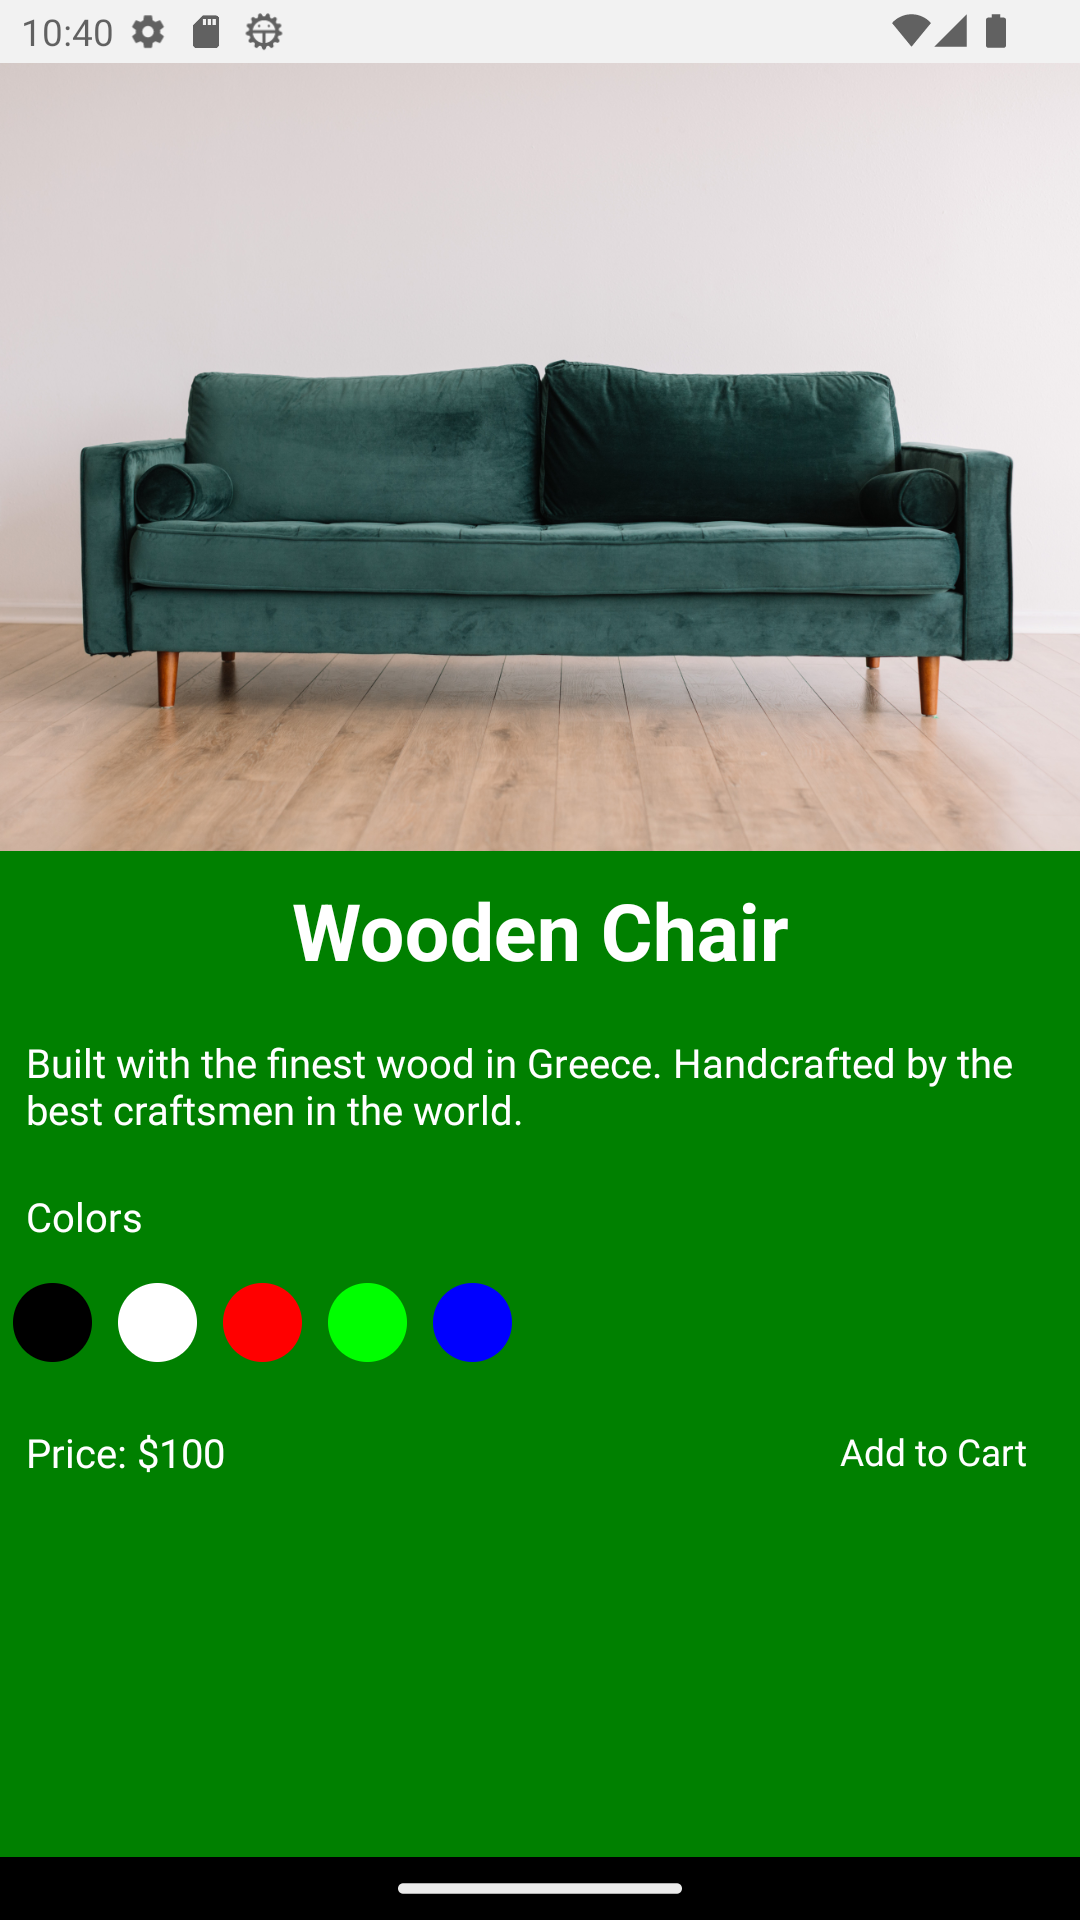 10:40
Wooden Chair
Built with the finest wood in Greece. Handcrafted by the
best craftsmen in the world.
Colors
Price: $100
Add to Cart